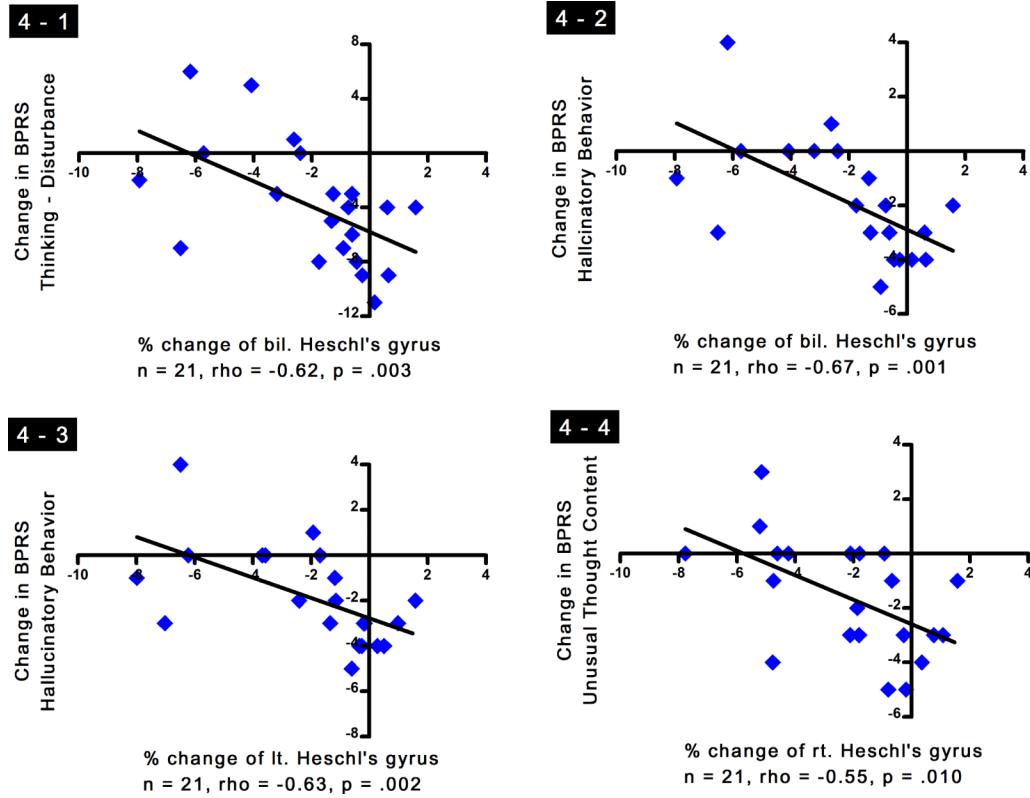 4 - 1
Change in BPRS
Thinking - Disturbance
8
4
-10 -8 -6 -4 -2 0 2 4
-4
-8
-12
% change of bil. Heschl's gyrus
n = 21, rho = -0.62, p = .003
4 - 2
Change in BPRS
Hallcinatory Behavior
4
2
-10 -8 -6 -4 -2 0 2 4
-2
-4
-6
% change of bil. Heschl's gyrus
n = 21, rho = -0.67, p = .001
4 - 3
Change in BPRS
Hallucinatory Behavior
4
2
-10 -8 -6 -4 -2 0 2 4
-2
-4
-6
-8
% change of lt. Heschl's gyrus
n = 21, rho = -0.63, p = .002
4 - 4
Change in BPRS
Unusual Thought Content
4
2
-10 -8 -6 -4 -2 0 2 4
-2
-4
-6
% change of rt. Heschl's gyrus
n = 21, rho = -0.55, p = .010